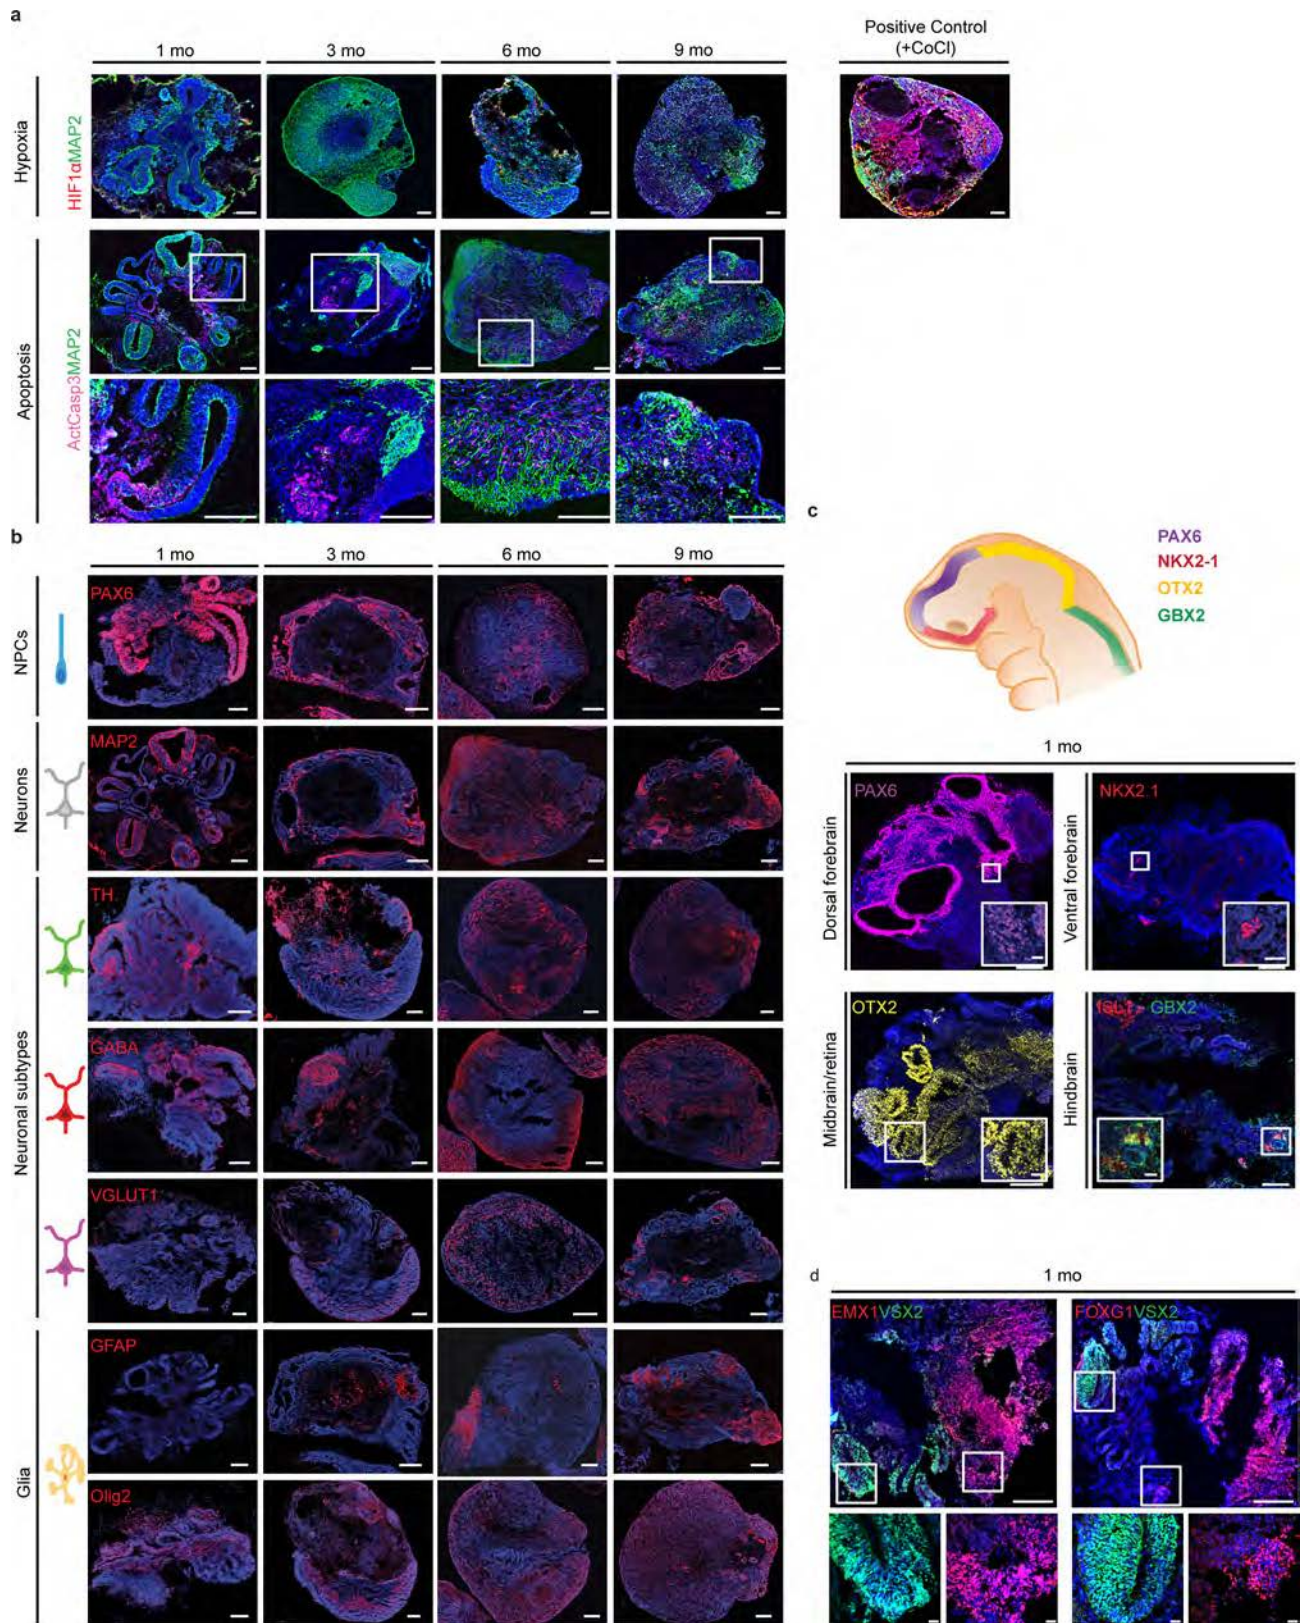 a
1 mo
3 mo
6 mo
9 mo
Positive Control
(+CoCl)
Hypoxia
HIF1αMAP2
Apoptosis
ActCasp3MAP2
b
1 mo
3 mo
6 mo
9 mo
NPCs
PAX6
Neurons
MAP2
Neuronal subtypes
TH
GABA
VGLUT1
Glia
GFAP
Olig2
c
PAX6
NKX2-1
OTX2
GBX2
1 mo
Dorsal forebrain
PAX6
Ventral forebrain
NKX2.1
Midbrain/retina
OTX2
Hindbrain
ISL1 GBX2
d
1 mo
EMX1VSX2
FOXG1VSX2